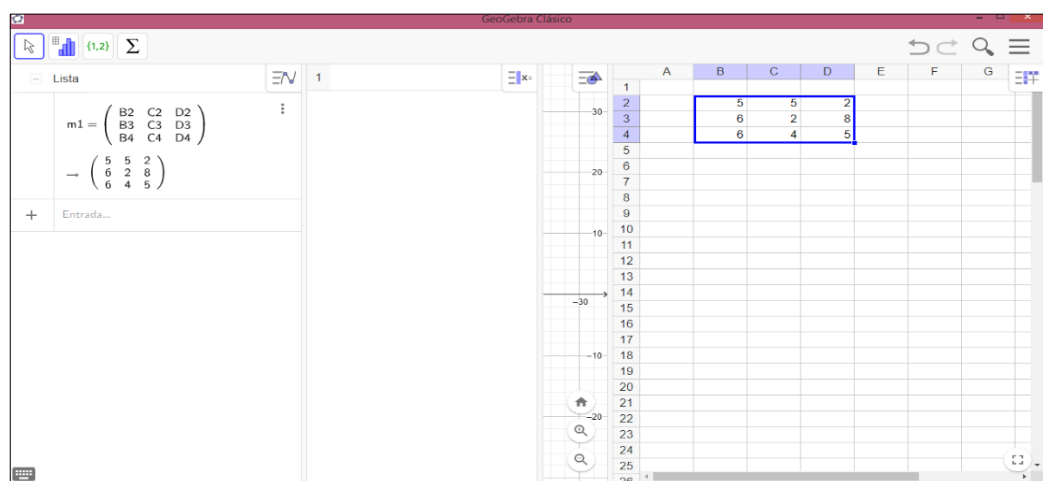 GeoGebra Clásico
{1,2} Σ
Lista
m1 = ( B2 C2 D2
B3 C3 D3
B4 C4 D4 )
→ ( 5 5 2
6 2 8
6 4 5 )
+ Entrada...
1
x=
30
20
10
-30
-10
-20
A B C D E F G
1
2 5 5 2
3 6 2 8
4 6 4 5
5
6
7
8
9
10
11
12
13
14
15
16
17
18
19
20
21
22
23
24
25
26